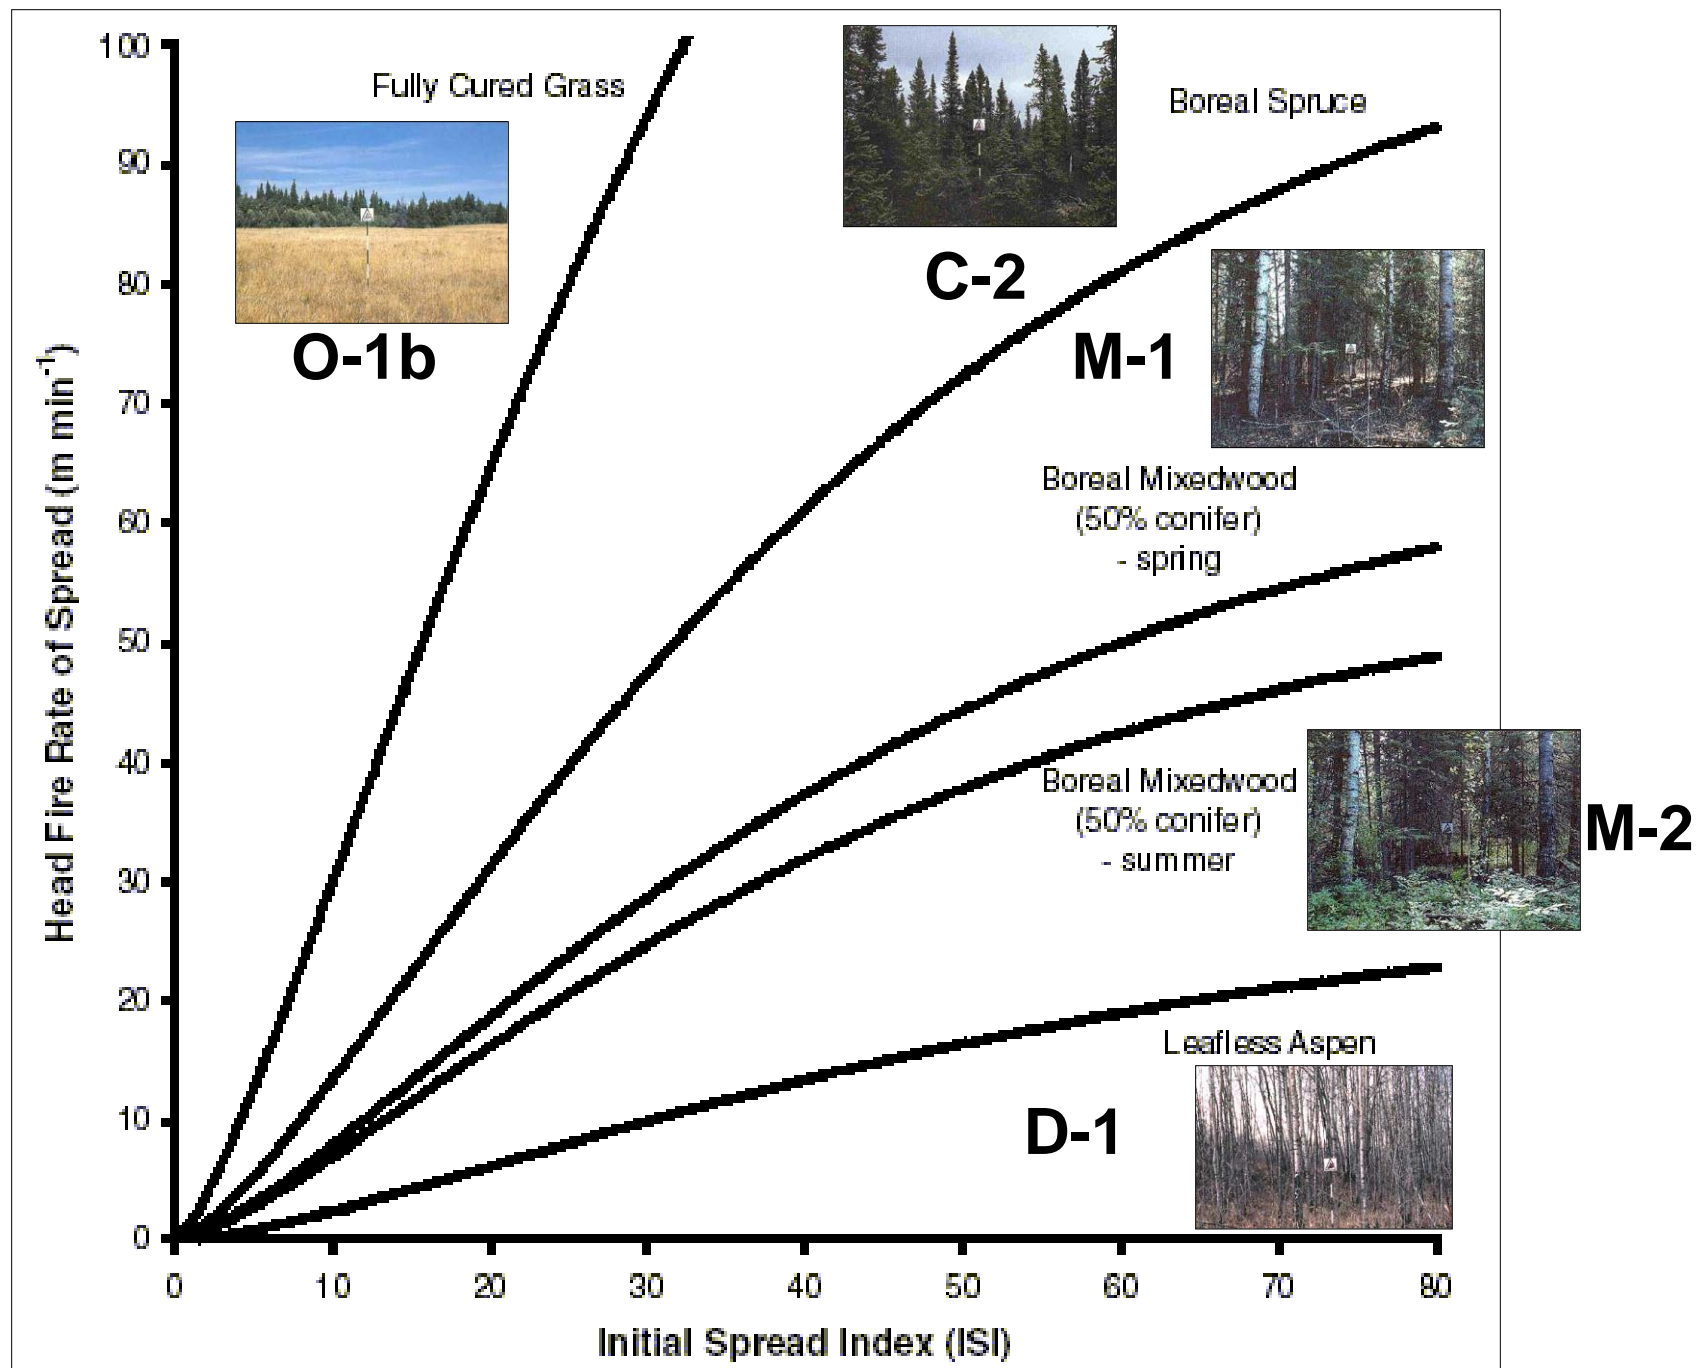 Head Fire Rate of Spread (m min⁻¹)
100
90
80
70
60
50
40
30
20
10
0
Fully Cured Grass
O-1b
C-2
Boreal Spruce
M-1
Boreal Mixedwood
(50% conifer)
- spring
Boreal Mixedwood
(50% conifer)
- summer
M-2
Leafless Aspen
D-1
0 10 20 30 40 50 60 70 80
Initial Spread Index (ISI)